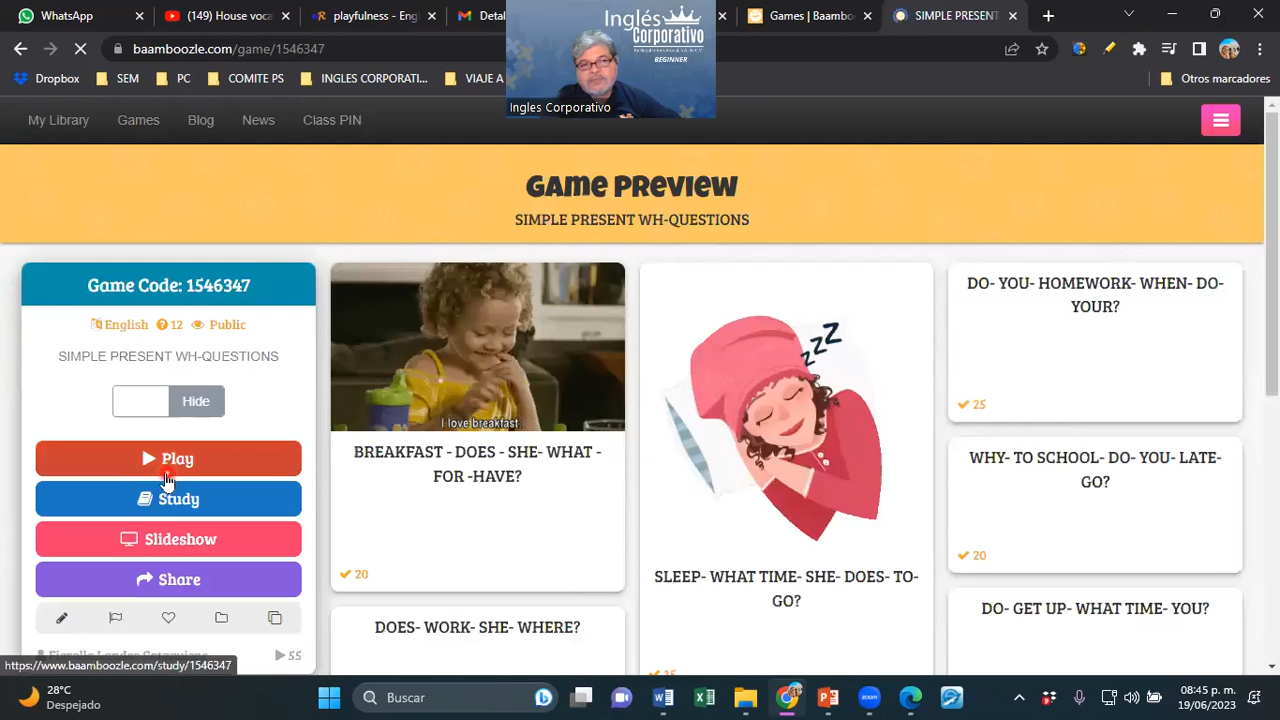 WhatsApp
(149) House voca
playfulness - Eng
Detal
Games | Baamboo
SIMPLE PRESENT
baamboozle.com/game/1546347
Inglés
Corporativo
BEGINNER
Ingles Corporativo
Dropbox
SEM
PC
COMITE PS
INGLES CORPORATI...
VIAJE A
Otros marcadores
My Library
Games
Blog
News
Class PIN
Game Preview
SIMPLE PRESENT WH-QUESTIONS
Game Code: 1546347
English 12 Public
SIMPLE PRESENT WH-QUESTIONS
Hide
Play
Study
Slideshow
Share
55
https://www.baamboozle.com/study/1546347
I love breakfast.
BREAKFAST - DOES - SHE- WHAT -
FOR -HAVE?
20
DOES- WORK- SHE- WHERE?
zzZ
SLEEP- WHAT TIME- SHE- DOES- TO-
GO?
15
DO- YOU- HOMEWORK- WHEN- DO-
YOUR?
25
WHY- TO SCHOOL- DO- YOU- LATE-
GO?
20
DO- GET UP- WHAT TIME- YOU?
28°C
Despejado
Buscar
08:45 p. m.
19/06/2023